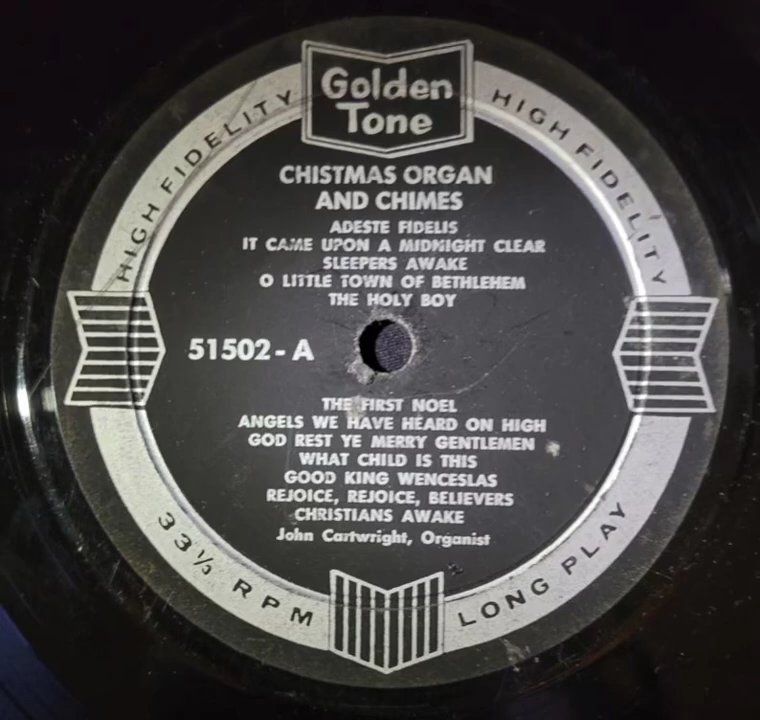 Golden
Tone
HIGH FIDELITY
HIGH FIDELITY
CHISTMAS ORGAN
AND CHIMES
ADESTE FIDELIS
IT CAME UPON A MIDNIGHT CLEAR
SLEEPERS AWAKE
O LITTLE TOWN OF BETHLEHEM
THE HOLY BOY
51502-A
THE FIRST NOEL
ANGELS WE HAVE HEARD ON HIGH
GOD REST YE MERRY GENTLEMEN
WHAT CHILD IS THIS
GOOD KING WENCESLAS
REJOICE, REJOICE, BELIEVERS
CHRISTIANS AWAKE
John Cartwright, Organist
33⅓ RPM
LONG PLAY